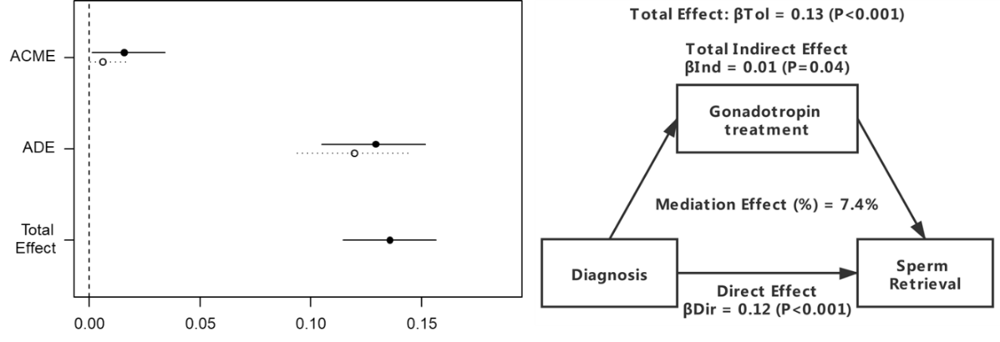 ACME
ADE
Total
Effect
0.00
0.05
0.10
0.15
Total Effect: βTol = 0.13 (P<0.001)
Total Indirect Effect
βInd = 0.01 (P=0.04)
Gonadotropin
treatment
Mediation Effect (%) = 7.4%
Diagnosis
Sperm
Retrieval
Direct Effect
βDir = 0.12 (P<0.001)